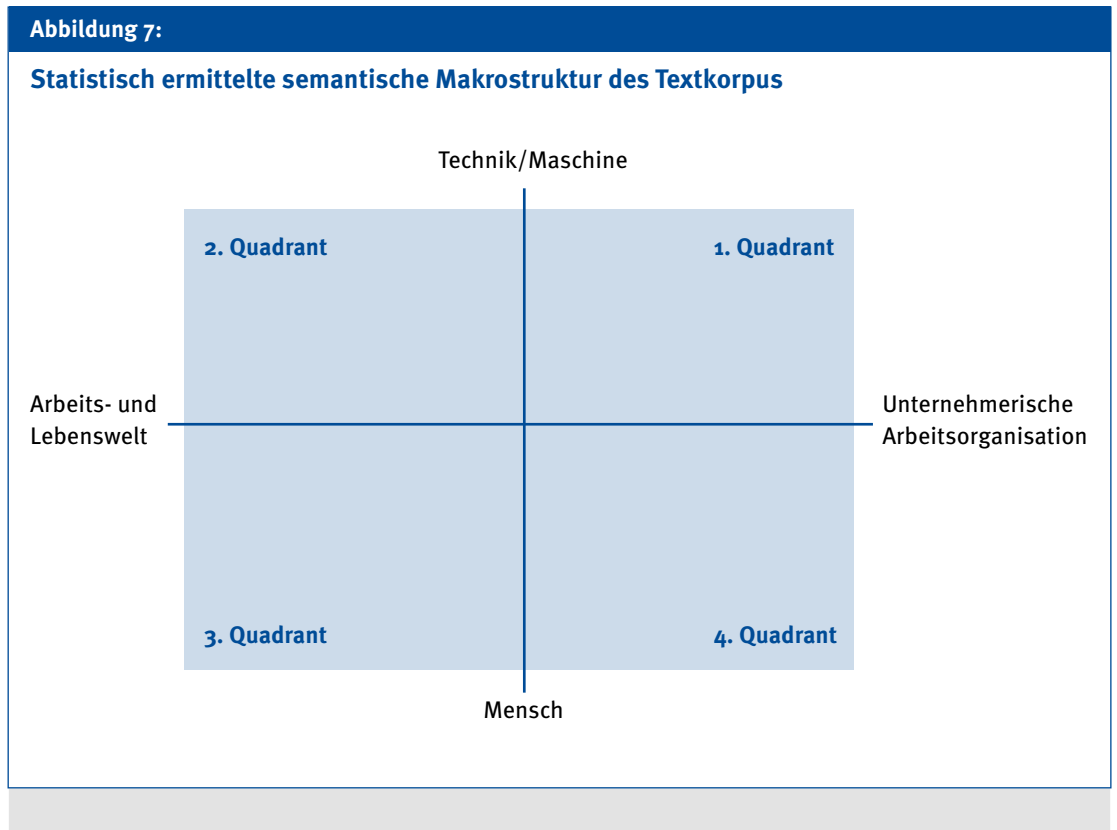 Abbildung 7:
Statistisch ermittelte semantische Makrostruktur des Textkorpus
Technik/Maschine
2. Quadrant
1. Quadrant
Arbeits- und
Lebenswelt
Unternehmerische
Arbeitsorganisation
3. Quadrant
4. Quadrant
Mensch